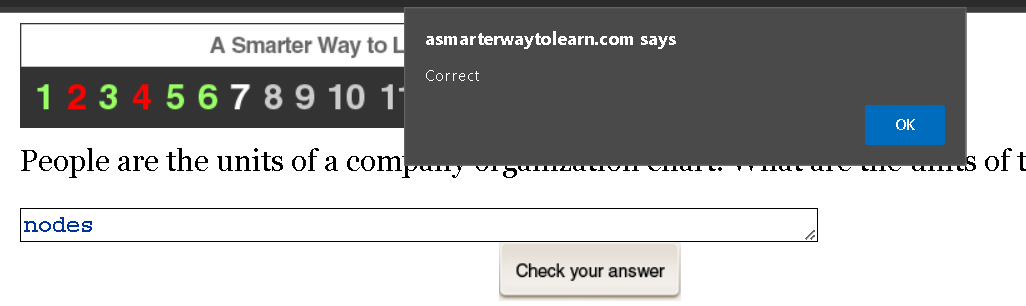 A Smarter Way to L
asmarterwaytolearn.com says
Correct
OK
1 2 3 4 5 6 7 8 9 10 11
People are the units of a company organization chart. What are the units of t
nodes
Check your answer